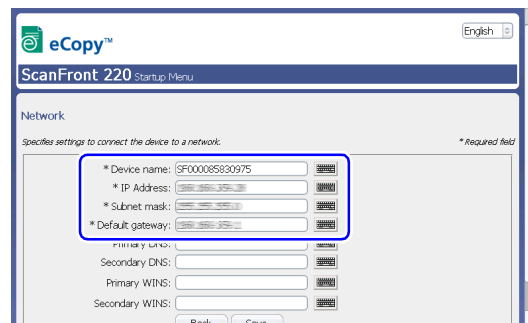 English
eCopy™
ScanFront 220 Startup Menu
Network
Specifies settings to connect the device to a network.
* Required field
* Device name: SF000085830975
* IP Address:
* Subnet mask:
* Default gateway:
Primary DNS:
Secondary DNS:
Primary WINS:
Secondary WINS:
Back Save